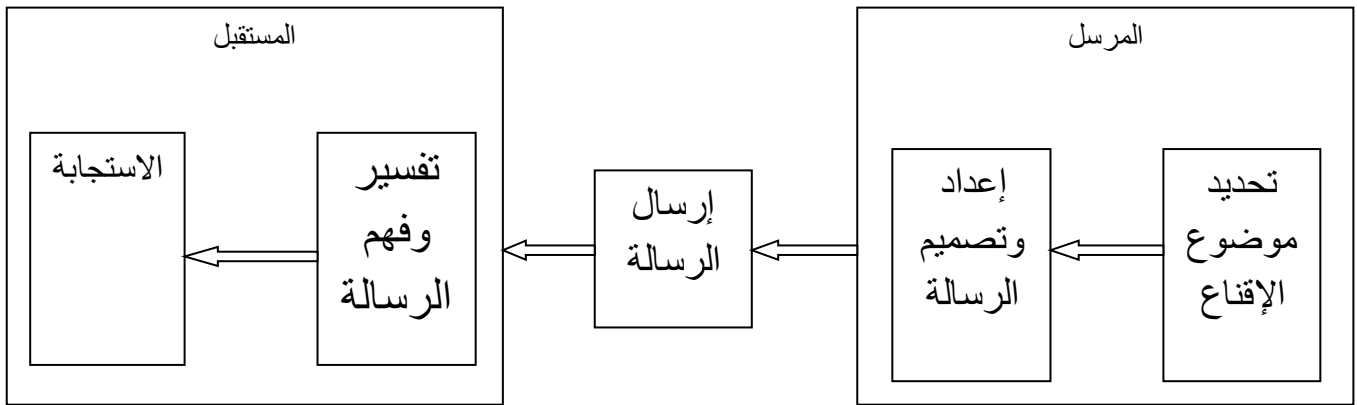 المرسل
تحديد
موضوع
الإقناع
إعداد
وتصميم
الرسالة
إرسال
الرسالة
المستقبل
تفسير
وفهم
الرسالة
الاستجابة